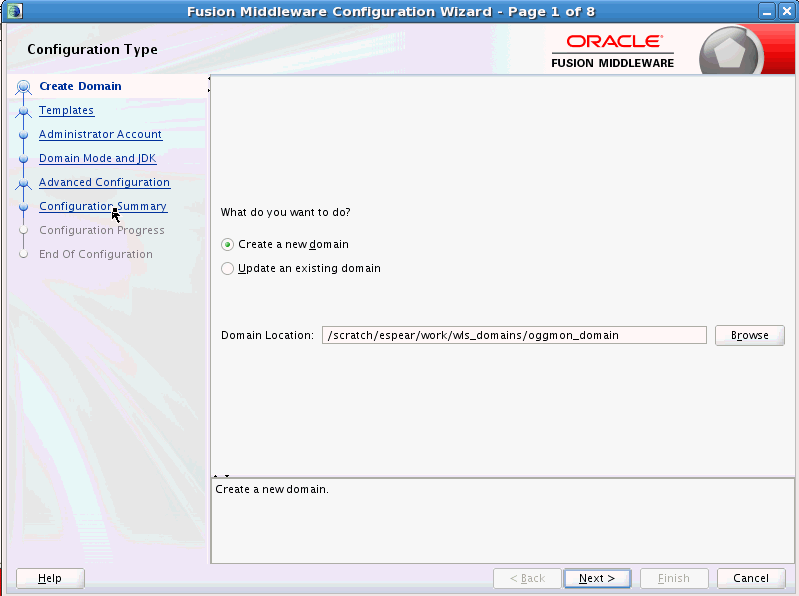 Fusion Middleware Configuration Wizard - Page 1 of 8
Configuration Type
ORACLE
FUSION MIDDLEWARE
Create Domain
Templates
Administrator Account
Domain Mode and JDK
Advanced Configuration
Configuration Summary
Configuration Progress
End Of Configuration
What do you want to do?
Create a new domain
Update an existing domain
Domain Location: /scratch/espear/work/wls_domains/oggmon_domain Browse
Create a new domain.
Help < Back Next > Finish Cancel